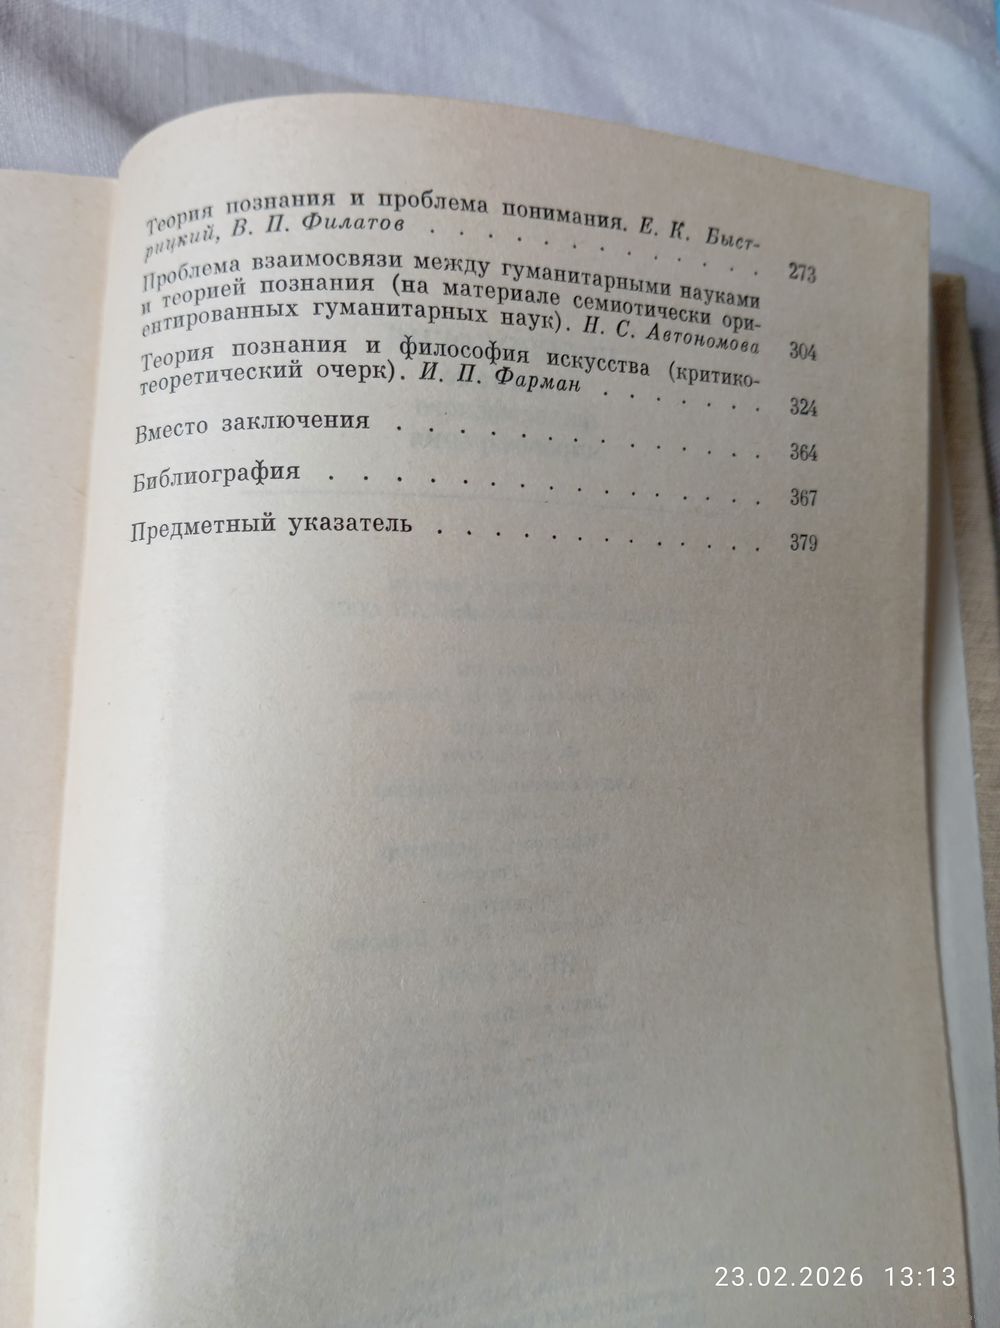 Теория познания и проблема понимания. Е. К. Быст-
рицкий, В. П. Филатов . . . . . . . . . . . . 273
Проблема взаимосвязи между гуманитарными науками
и теорией познания (на материале семиотически ори-
ентированных гуманитарных наук). Н. С. Автономова 304
Теория познания и философия искусства (критико-
теоретический очерк). И. П. Фарман . . . . . . 324
Вместо заключения . . . . . . . . . . . . . 364
Библиография . . . . . . . . . . . . . . 367
Предметный указатель . . . . . . . . . . . . 379
23.02.2026 13:13